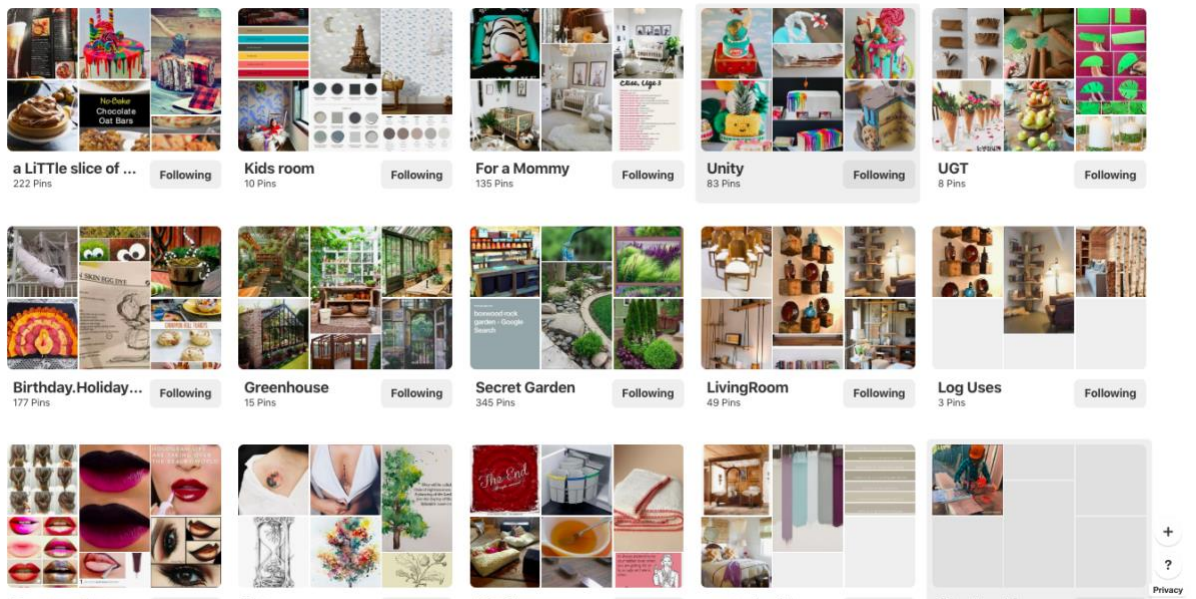 No-Bake
Chocolate
Oat Bars
a LiTTle slice of ...
222 Pins
Following
Kids room
10 Pins
Following
For a Mommy
135 Pins
Following
Unity
83 Pins
Following
UGT
8 Pins
Following
SKIN EGG DYE
boxwood rock
garden - Google
Search
Birthday.Holiday...
177 Pins
Following
Greenhouse
15 Pins
Following
Secret Garden
345 Pins
Following
LivingRoom
49 Pins
Following
Log Uses
3 Pins
Following
The End
+
?
Privacy